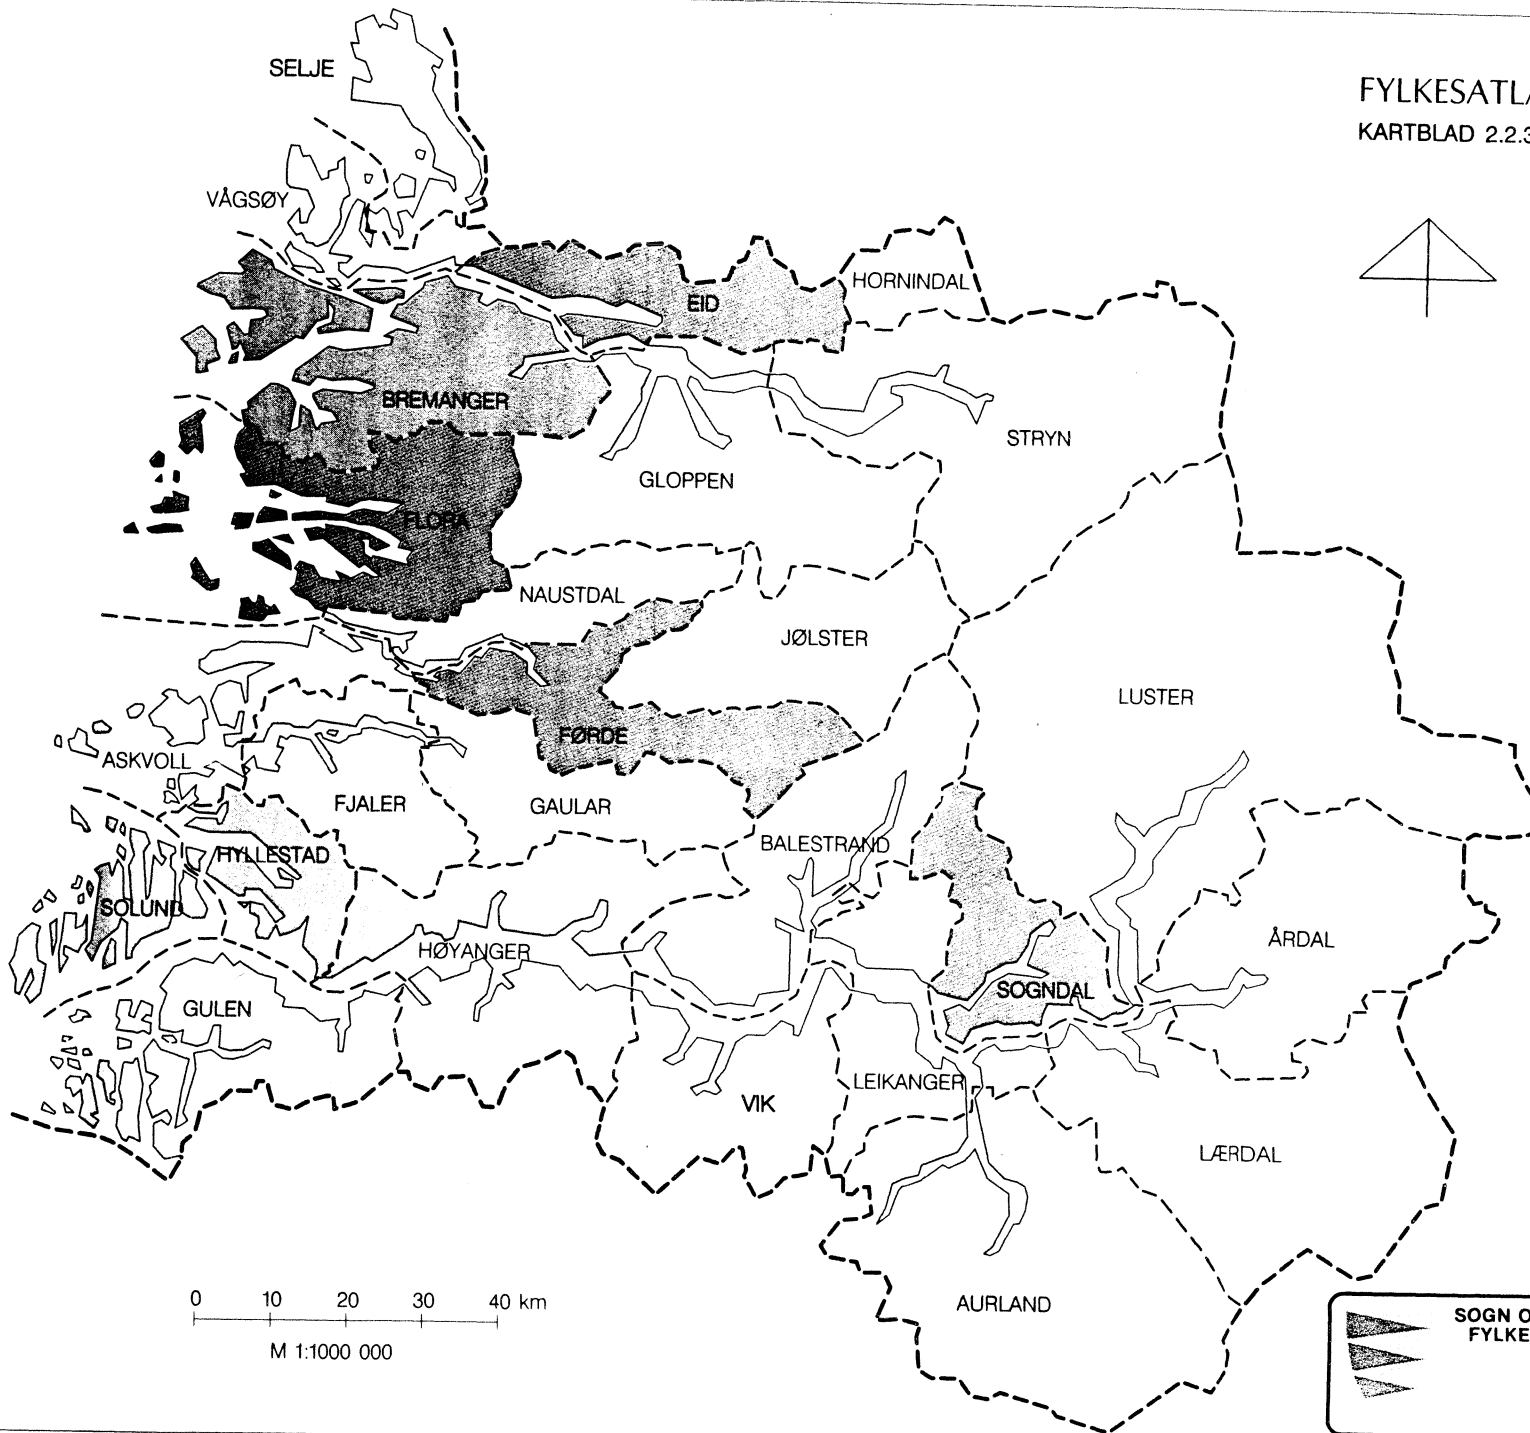 SELJE
FYLKESATLA
KARTBLAD 2.2.3
VÅGSØY
HORNINDAL
EID
BREMANGER
STRYN
GLOPPEN
FLORA
NAUSTDAL
JØLSTER
LUSTER
FØRDE
ASKVOLL
FJALER
GAULAR
BALESTRAND
HYLLESTAD
SOLUND
HØYANGER
ÅRDAL
SOGNDAL
GULEN
LEIKANGER
VIK
LÆRDAL
AURLAND
0 10 20 30 40 km
M 1:1000 000
SOGN O
FYLKE